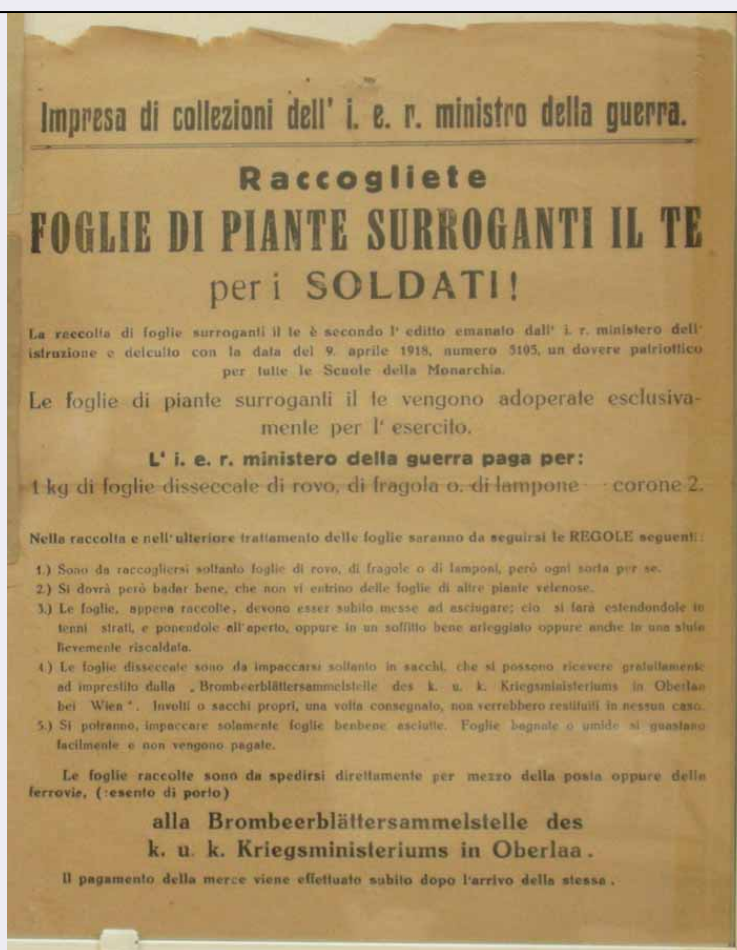 Impresa di collezioni dell' i. e. r. ministro della guerra.
Raccogliete
FOGLIE DI PIANTE SURROGANTI IL TE
per i SOLDATI!
La raccolta di foglie surroganti il te è secondo l' editto emanato dall' i. r. ministero dell'
istruzione e delculto con la data del 9. aprile 1918, numero 5105, un dovere patriottico
per tutte le Scuole della Monarchia.
Le foglie di piante surroganti il te vengono adoperate esclusiva-
mente per l' esercito.
L' i. e. r. ministero della guerra paga per:
1 kg di foglie disseccate di rovo, di fragola o. di lampone - - corone 2.
Nella raccolta e nell' ulteriore trattamento delle foglie saranno da seguirsi le REGOLE seguenti:
1.) Sono da raccogliersi soltanto foglie di rovo, di fragole o di lamponi, però ogni sorta per se.
2.) Si dovrà però badar bene, che non vi entrino delle foglie di altre piante velenose.
3.) Le foglie, appena raccolte, devono esser subito messe ad asciugare; cio si farà estendondole in
tenni strati, e ponendole all'aperto, oppure in un soffitto bene arieggiato oppure anche in una stufa
lievemente riscaldata.
4.) Le foglie disseccate sono da impaccarsi soltanto in sacchi, che si possono ricevere gratuitamente
ad imprestito dalla „Brombeerblättersammelstelle des k. u. k. Kriegsministeriums in Oberlaa
bei Wien“. Involti o sacchi propri, una volta consegnato, non verrebbero restituiti in nessun caso.
5.) Si potranno, impaccare solamente foglie benbene asciutte. Foglie bagnate o umide si guastano
facilmente e non vengono pagate.
Le foglie raccolte sono da spedirsi direttamente per mezzo della posta oppure delle
ferrovie, (:esento di porto)
alla Brombeerblättersammelstelle des
k. u. k. Kriegsministeriums in Oberlaa.
Il pagamento della merce viene effettuato subito dopo l'arrivo della stessa.